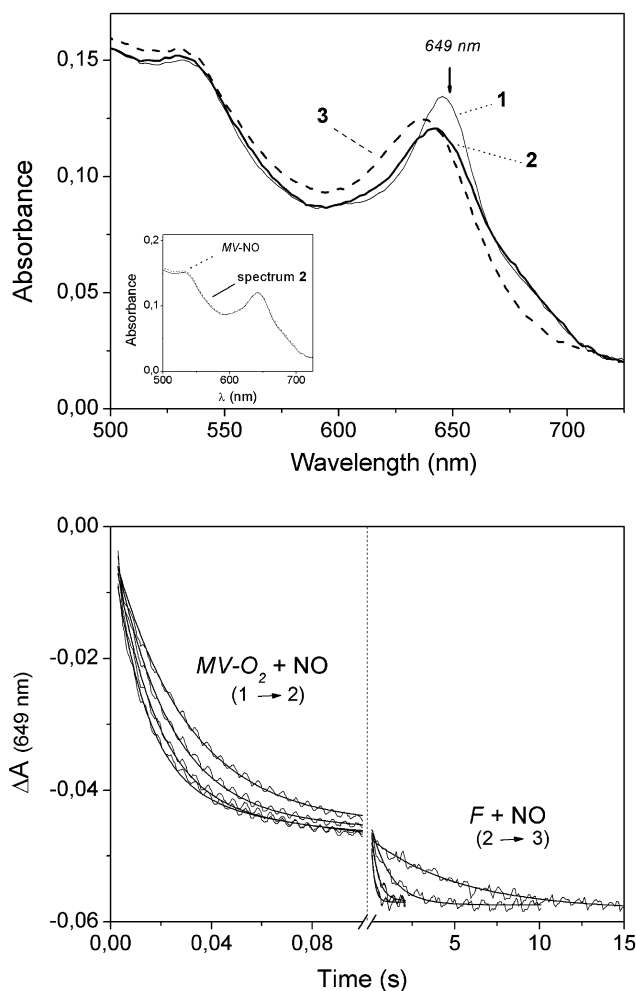 649 nm
0,15
1
3
2
0,10
Absorbance
0,2
MV-NO
spectrum 2
0,1
Absorbance
0,05
0,0
500 600 700
λ (nm)
0,00
500 550 600 650 700
Wavelength (nm)
0,00
-0,02
MV-O₂ + NO
(1 → 2)
ΔA (649 nm)
-0,04
F + NO
(2 → 3)
-0,06
0,00 0,04 0,08 5 10 15
Time (s)